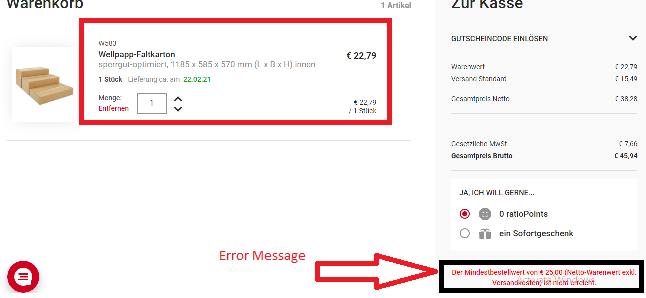 Warenkorb
1 Artikel
W583
Wellpapp-Faltkarton
€ 22,79
sperrgut-optimiert, 1185 x 585 x 570 mm (L x B x H) innen
1 Stück Lieferung ca. am 22.02.21
Menge:
1
Entfernen
€ 22,79
/ 1 Stück
Zur Kasse
GUTSCHEINCODE EINLÖSEN
Warenwert € 22,79
Versand Standard € 15,49
Gesamtpreis Netto € 38,28
Gesetzliche MwSt. € 7,66
Gesamtpreis Brutto € 45,94
JA, ICH WILL GERNE...
0 ratioPoints
ein Sofortgeschenk
Error Message
Der Mindestbestellwert von € 25,00 (Netto-Warenwert exkl.
Versandkosten) ist nicht erreicht.
Activate Windows